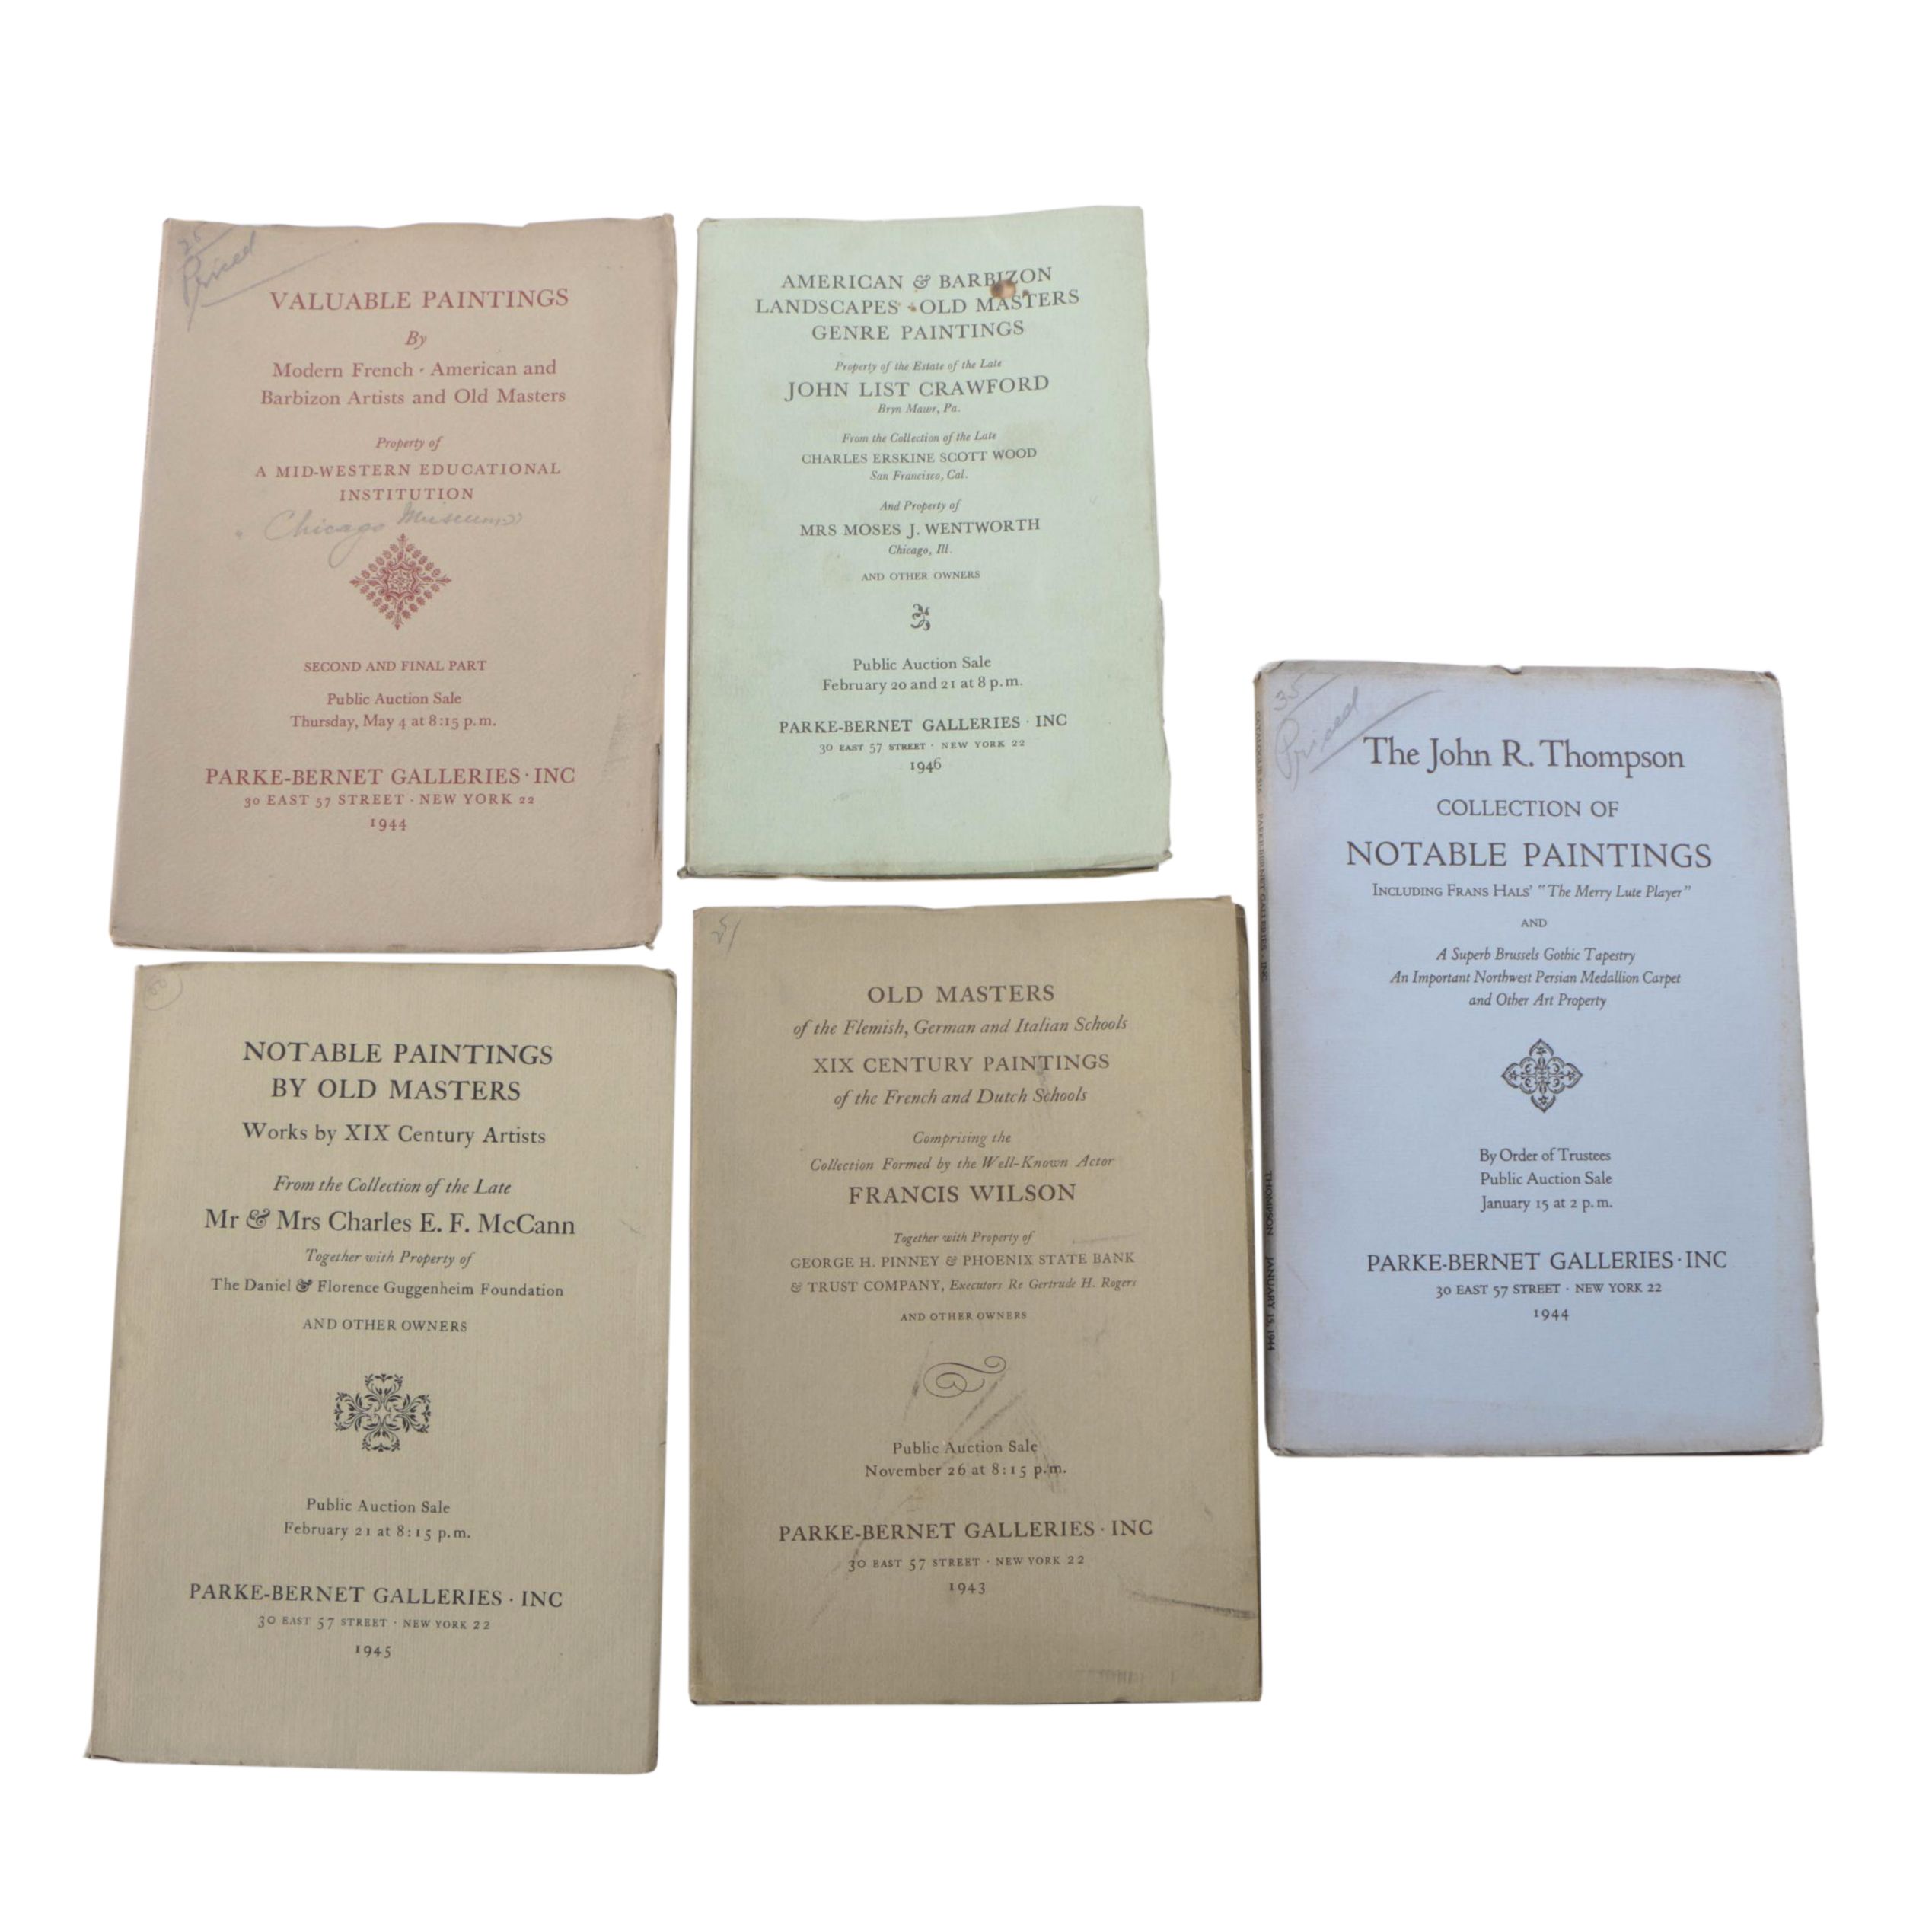 35
Priced
VALUABLE PAINTINGS
By
Modern French · American and
Barbizon Artists and Old Masters
Property of
A MID-WESTERN EDUCATIONAL
INSTITUTION
Chicago Museum
SECOND AND FINAL PART
Public Auction Sale
Thursday, May 4 at 8:15 p.m.
PARKE-BERNET GALLERIES · INC
30 EAST 57 STREET · NEW YORK 22
1944
AMERICAN & BARBIZON
LANDSCAPES · OLD MASTERS
GENRE PAINTINGS
Property of the Estate of the Late
JOHN LIST CRAWFORD
Bryn Mawr, Pa.
From the Collection of the Late
CHARLES ERSKINE SCOTT WOOD
San Francisco, Cal.
And Property of
MRS MOSES J. WENTWORTH
Chicago, Ill.
AND OTHER OWNERS
Public Auction Sale
February 20 and 21 at 8 p.m.
PARKE-BERNET GALLERIES · INC
30 EAST 57 STREET · NEW YORK 22
1946
35
Priced
The John R. Thompson
COLLECTION OF
NOTABLE PAINTINGS
INCLUDING FRANS HALS' "The Merry Lute Player"
AND
A Superb Brussels Gothic Tapestry
An Important Northwest Persian Medallion Carpet
and Other Art Property
By Order of Trustees
Public Auction Sale
January 15 at 2 p.m.
PARKE-BERNET GALLERIES · INC
30 EAST 57 STREET · NEW YORK 22
1944
PARKE-BERNET GALLERIES · INC
THOMPSON JANUARY 15, 1944
60
NOTABLE PAINTINGS
BY OLD MASTERS
Works by XIX Century Artists
From the Collection of the Late
Mr & Mrs Charles E. F. McCann
Together with Property of
The Daniel & Florence Guggenheim Foundation
AND OTHER OWNERS
Public Auction Sale
February 21 at 8:15 p.m.
PARKE-BERNET GALLERIES · INC
30 EAST 57 STREET · NEW YORK 22
1945
51
OLD MASTERS
of the Flemish, German and Italian Schools
XIX CENTURY PAINTINGS
of the French and Dutch Schools
Comprising the
Collection Formed by the Well-Known Actor
FRANCIS WILSON
Together with Property of
GEORGE H. PINNEY & PHOENIX STATE BANK
& TRUST COMPANY, Executors Re Gertrude H. Rogers
AND OTHER OWNERS
Public Auction Sale
November 26 at 8:15 p.m.
PARKE-BERNET GALLERIES · INC
30 EAST 57 STREET · NEW YORK 22
1943